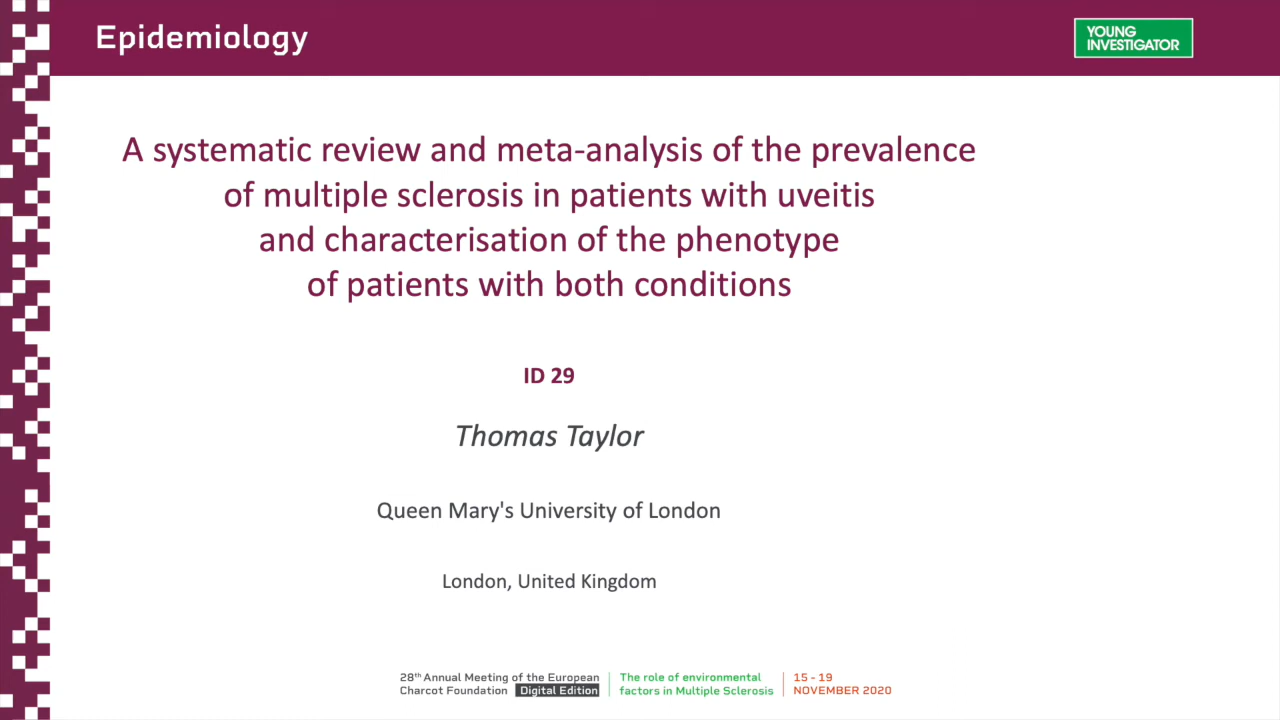 Epidemiology
YOUNG
INVESTIGATOR
A systematic review and meta-analysis of the prevalence
of multiple sclerosis in patients with uveitis
and characterisation of the phenotype
of patients with both conditions
ID 29
Thomas Taylor
Queen Mary's University of London
London, United Kingdom
28th Annual Meeting of the European
Charcot Foundation Digital Edition
The role of environmental
factors in Multiple Sclerosis
15 - 19
NOVEMBER 2020